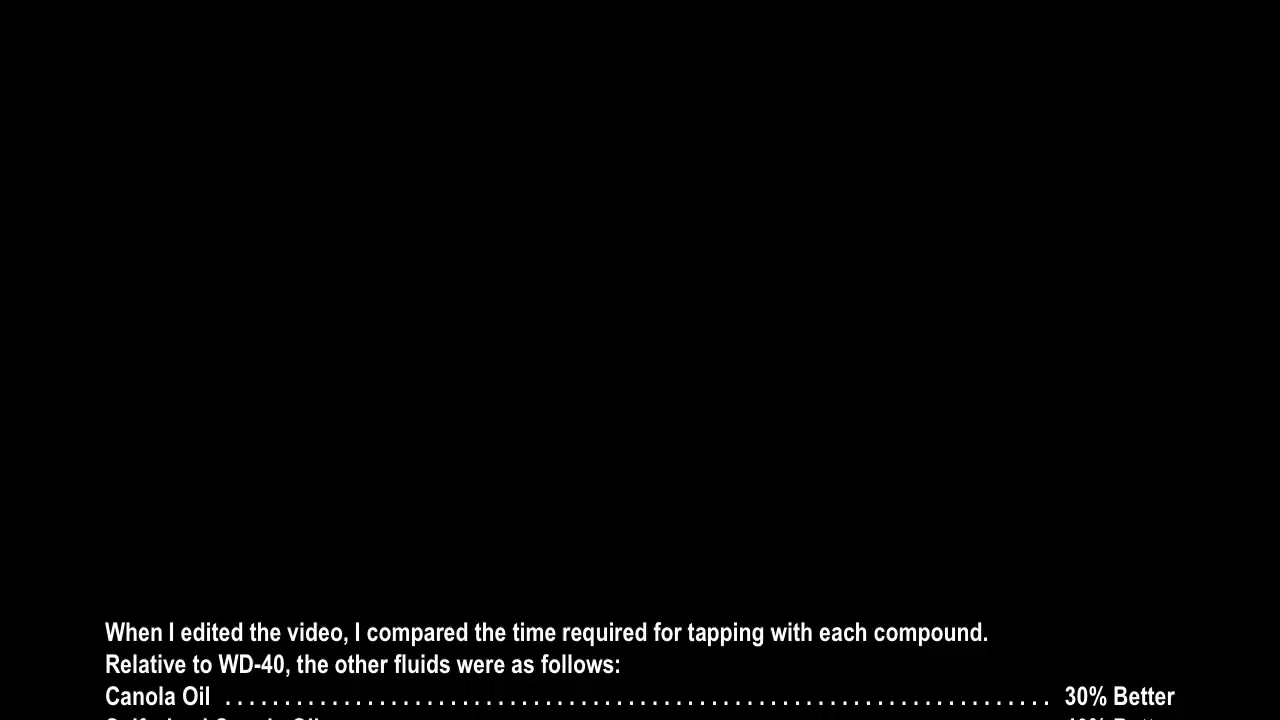 When I edited the video, I compared the time required for tapping with each compound.
Relative to WD-40, the other fluids were as follows:
Canola Oil . . . . . . . . . . . . . . . . . . . . . . . . . . . . . . . . . . . . . . . . . . . . . . . . . . . . . . . . . . . . . . . . . . . . . . 30% Better